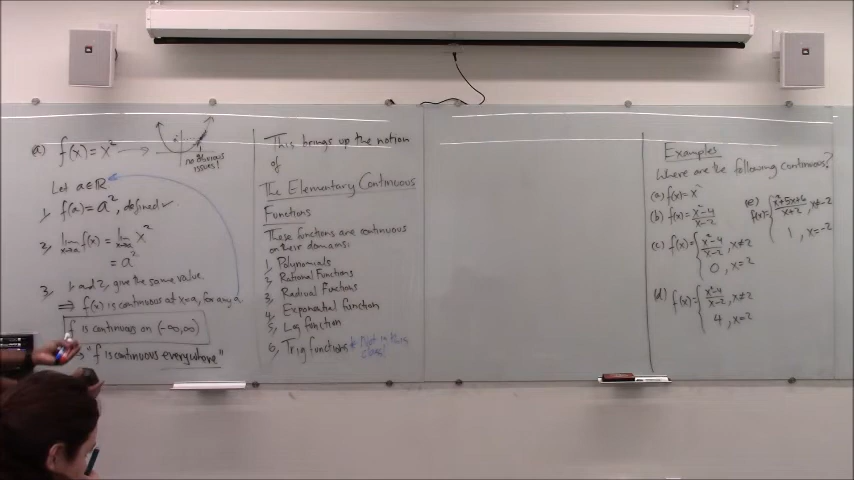 a) f(x) = x² →
no obvious
issues!
Let a∈ℝ
1, f(a) = a², defined ✓.
2, lim x→a f(x) = lim x→a x²
= a²
3, 1 and 2, give the same value.
⇒ f(x) is continuous at x=a, for any a
f is continuous on (-∞,∞)
"f is continuous everywhere"
This brings up the notion
of
The Elementary Continuous
Functions
These functions are continuous
on their domains:
1, Polynomials
2, Rational Functions
3, Radical Functions
4, Exponential function
5, Log function
6, Trig functions * Not in this
class!
Examples
Where are the following continuous?
(a) f(x) = x²
(b) f(x) = x²-4/x-2
(c) f(x) = { x²-4/x-2, x≠2
0, x=2
(d) f(x) = { x²-4/x-2, x≠2
4, x=2
(e) f(x) = { x²+5x+6/x+2, x≠-2
1, x=-2